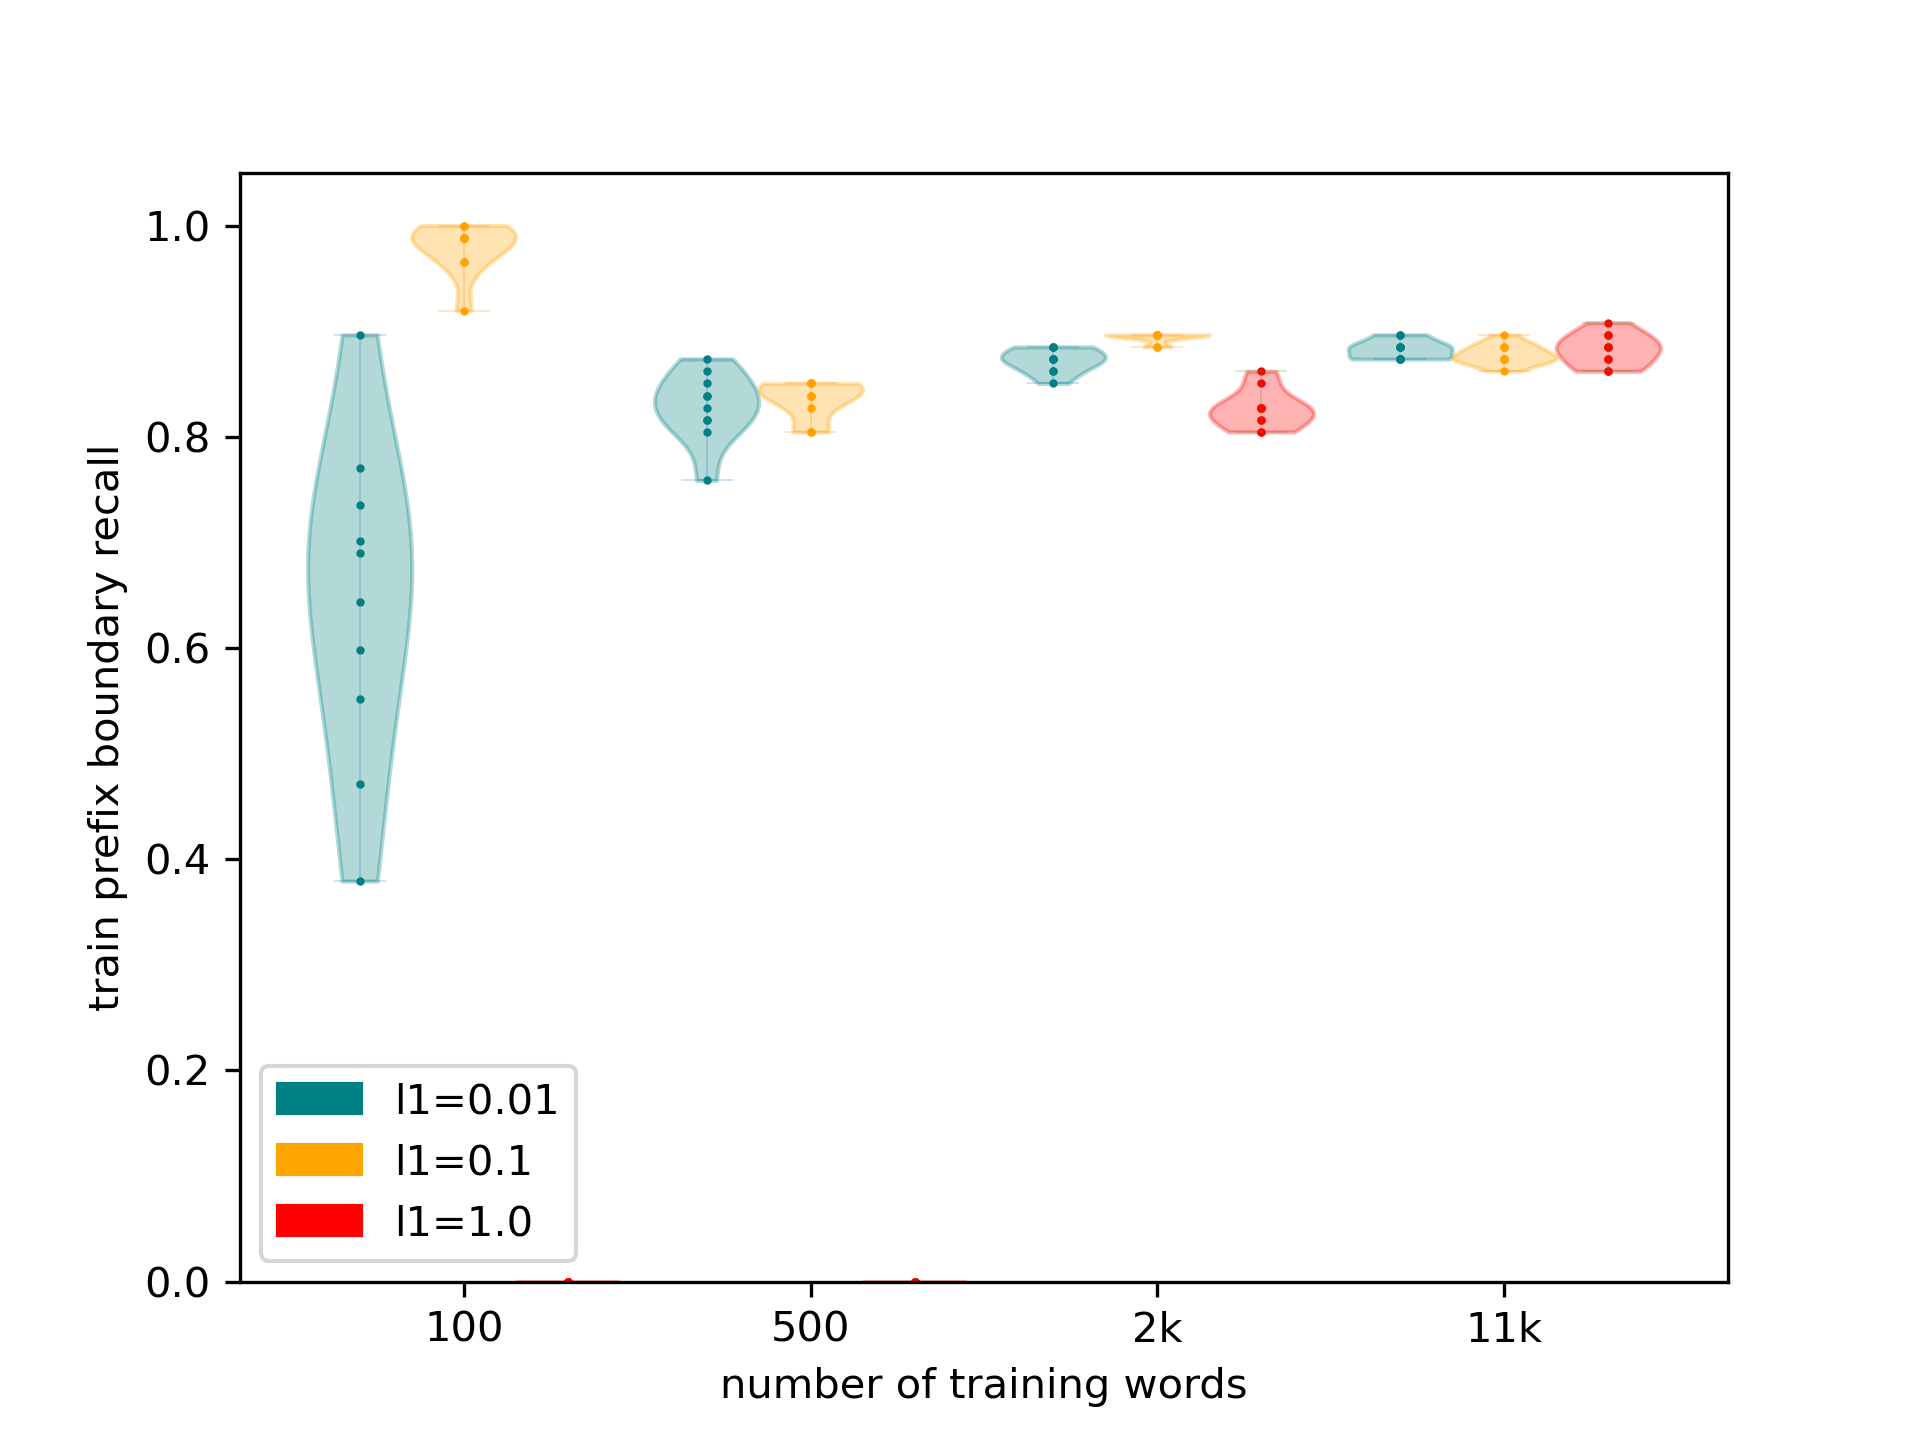 train prefix boundary recall
1.0
0.8
0.6
0.4
0.2
0.0
l1=0.01
l1=0.1
l1=1.0
100 500 2k 11k
number of training words